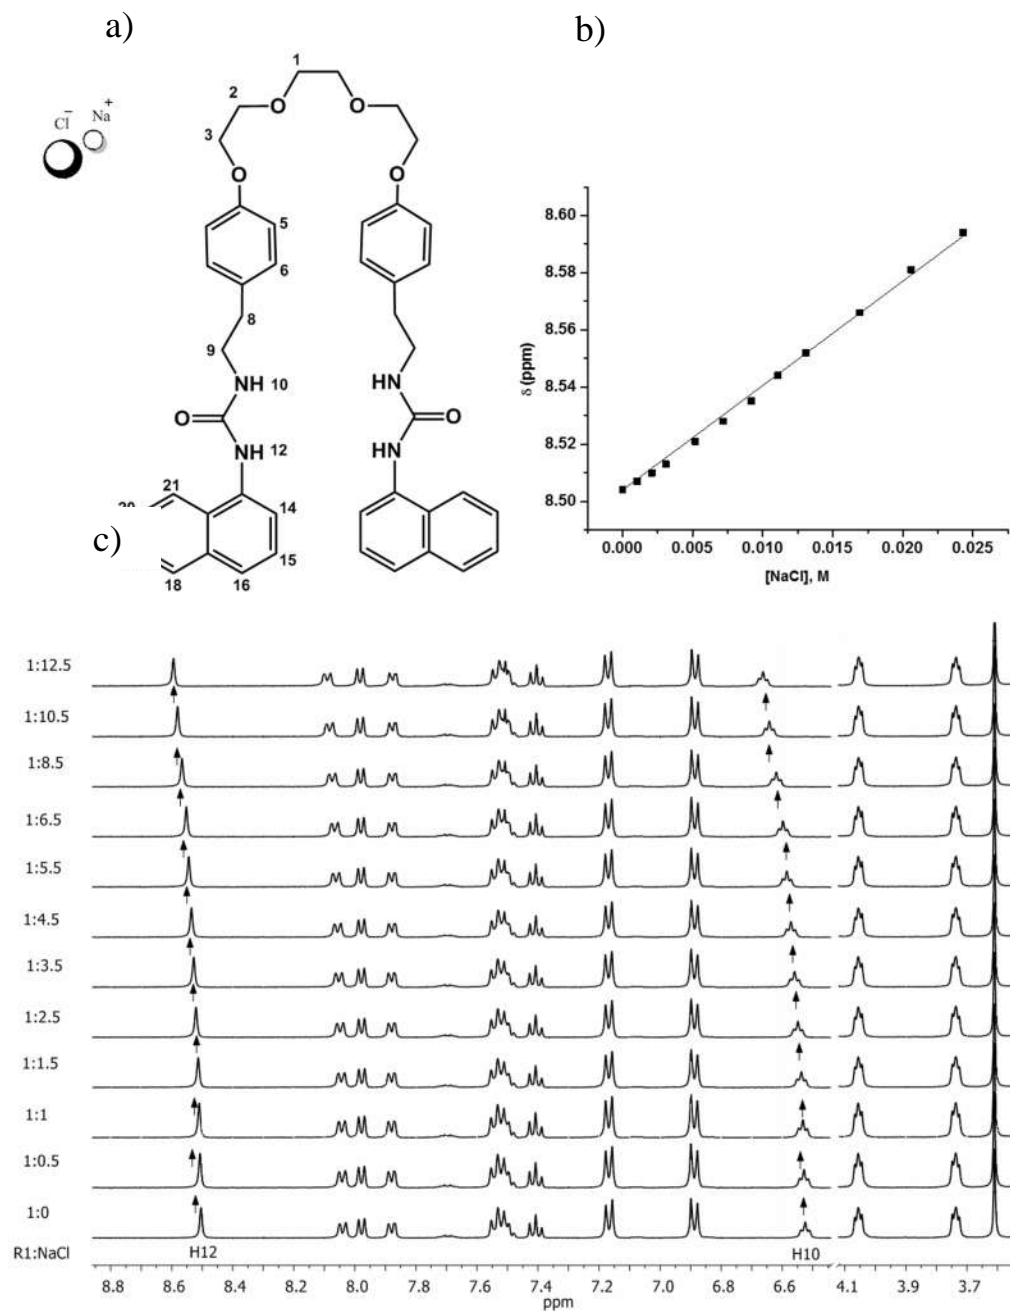 a)
b)
Cl−
Na+
1
2
O
O
3
O
O
5
6
8
9
NH 10
HN
O
O
NH 12
HN
21
14
15
18
16
8.60
8.58
8.56
8.54
8.52
8.50
δ (ppm)
0.000 0.005 0.010 0.015 0.020 0.025
[NaCl], M
c)
1:12.5
1:10.5
1:8.5
1:6.5
1:5.5
1:4.5
1:3.5
1:2.5
1:1.5
1:1
1:0.5
1:0
R1:NaCl
H12
H10
8.8 8.6 8.4 8.2 8.0 7.8 7.6 7.4 7.2 7.0 6.8 6.6 4.1 3.9 3.7
ppm